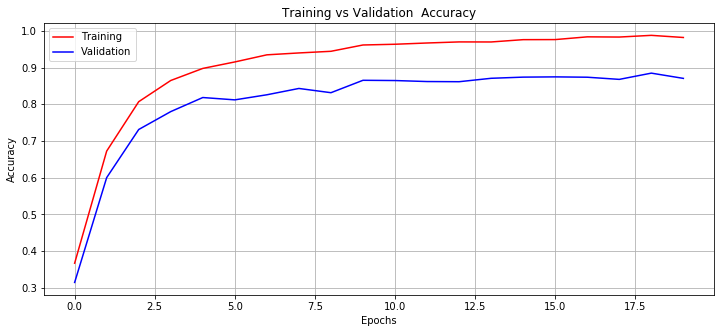 Training vs Validation  Accuracy
Training
Validation
Accuracy
1.0
0.9
0.8
0.7
0.6
0.5
0.4
0.3
0.0 2.5 5.0 7.5 10.0 12.5 15.0 17.5
Epochs